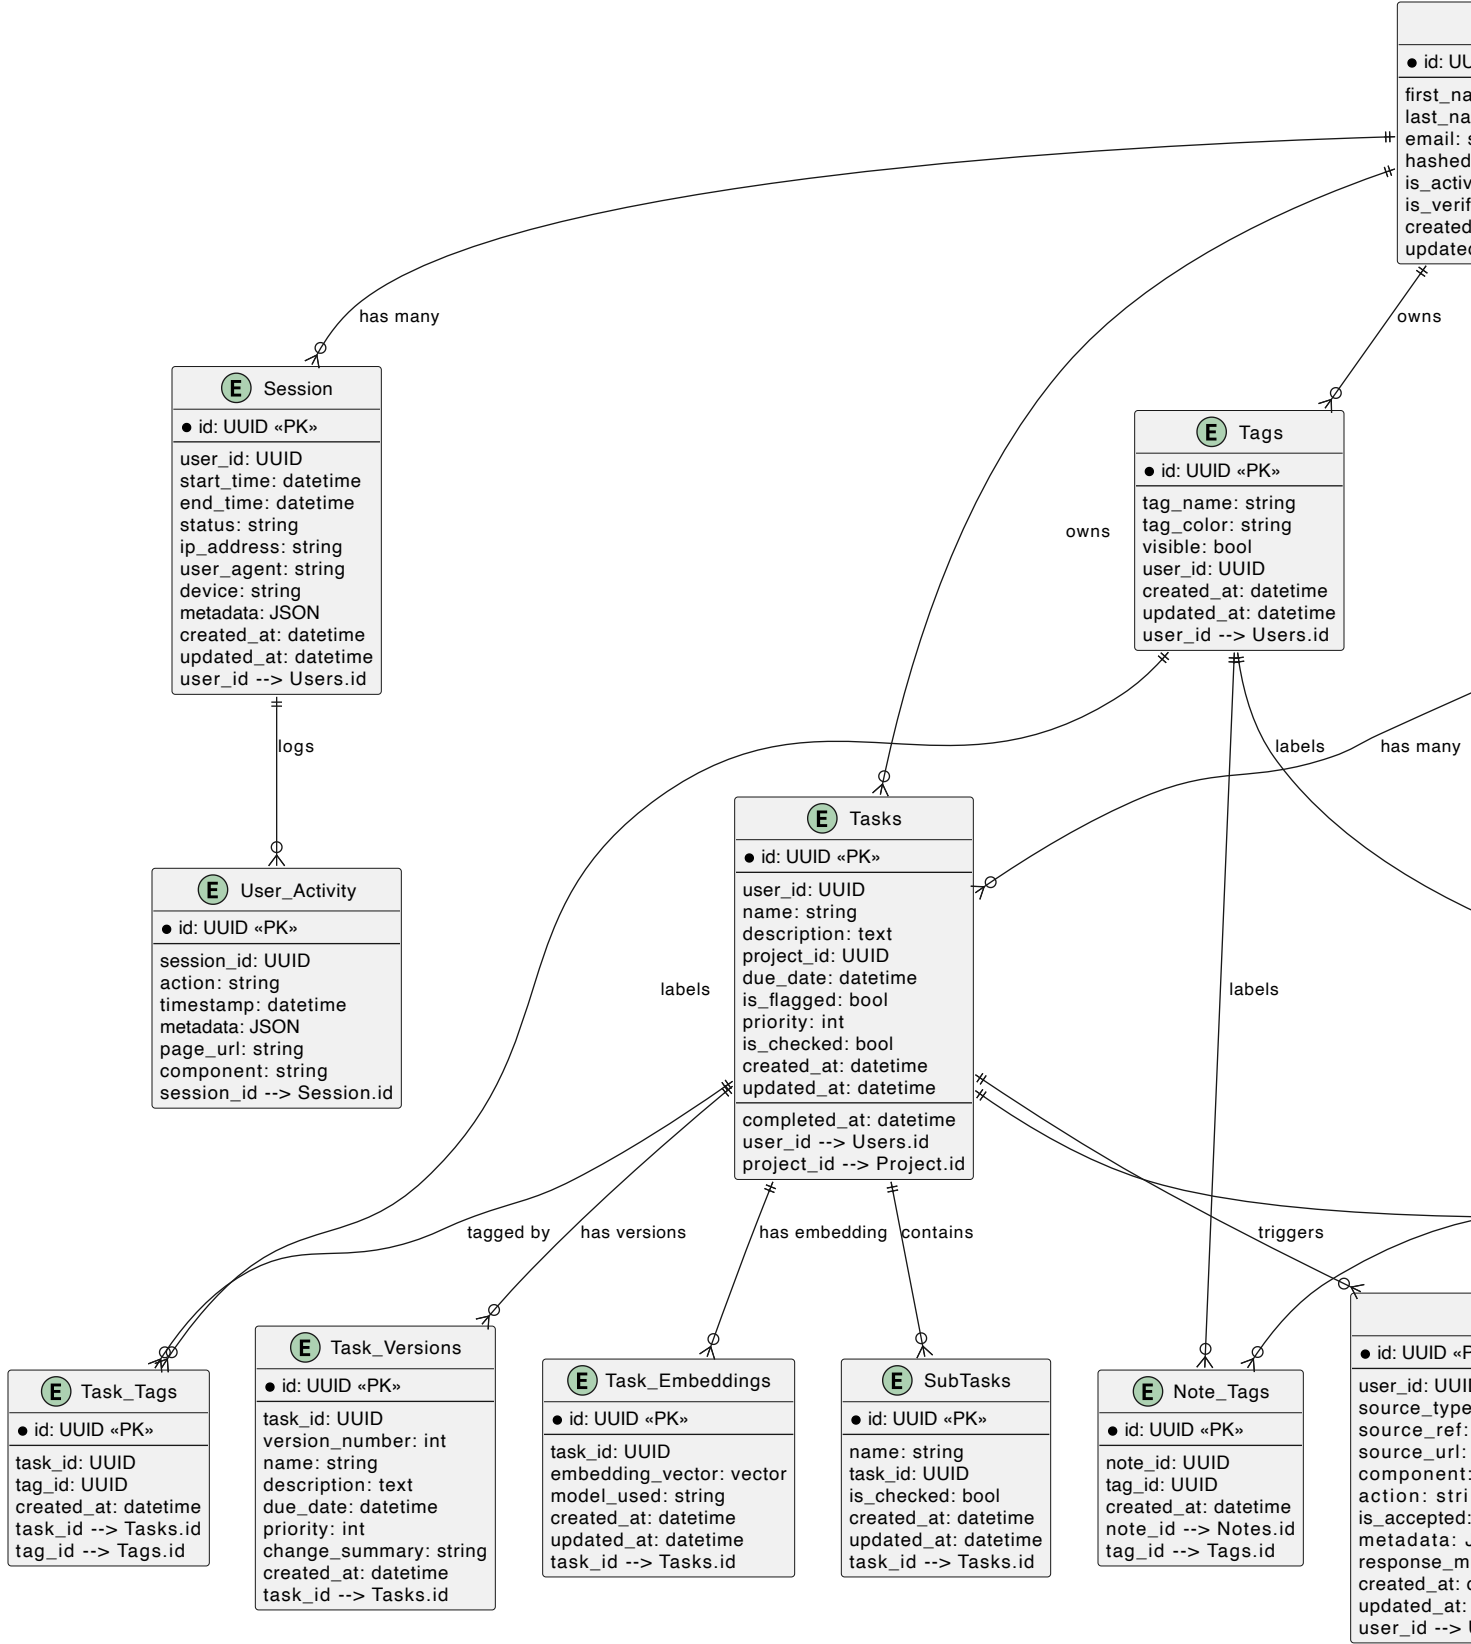 ● id: UU
first_na
last_na
email: s
hashed
is_activ
is_verif
created
updated
has many
owns
E Session
● id: UUID «PK»
user_id: UUID
start_time: datetime
end_time: datetime
status: string
ip_address: string
user_agent: string
device: string
metadata: JSON
created_at: datetime
updated_at: datetime
user_id --> Users.id
E Tags
● id: UUID «PK»
tag_name: string
tag_color: string
visible: bool
user_id: UUID
created_at: datetime
updated_at: datetime
user_id --> Users.id
owns
logs
labels
has many
E Tasks
● id: UUID «PK»
user_id: UUID
name: string
description: text
project_id: UUID
due_date: datetime
is_flagged: bool
priority: int
is_checked: bool
created_at: datetime
updated_at: datetime
completed_at: datetime
user_id --> Users.id
project_id --> Project.id
E User_Activity
● id: UUID «PK»
session_id: UUID
action: string
timestamp: datetime
metadata: JSON
page_url: string
component: string
session_id --> Session.id
labels
labels
tagged by
has versions
has embedding
contains
triggers
E Task_Tags
● id: UUID «PK»
task_id: UUID
tag_id: UUID
created_at: datetime
task_id --> Tasks.id
tag_id --> Tags.id
E Task_Versions
● id: UUID «PK»
task_id: UUID
version_number: int
name: string
description: text
due_date: datetime
priority: int
change_summary: string
created_at: datetime
task_id --> Tasks.id
E Task_Embeddings
● id: UUID «PK»
task_id: UUID
embedding_vector: vector
model_used: string
created_at: datetime
updated_at: datetime
task_id --> Tasks.id
E SubTasks
● id: UUID «PK»
name: string
task_id: UUID
is_checked: bool
created_at: datetime
updated_at: datetime
task_id --> Tasks.id
E Note_Tags
● id: UUID «PK»
note_id: UUID
tag_id: UUID
created_at: datetime
note_id --> Notes.id
tag_id --> Tags.id
● id: UUID «P
user_id: UUID
source_type
source_ref:
source_url:
component:
action: stri
is_accepted:
metadata: J
response_m
created_at: d
updated_at:
user_id --> U